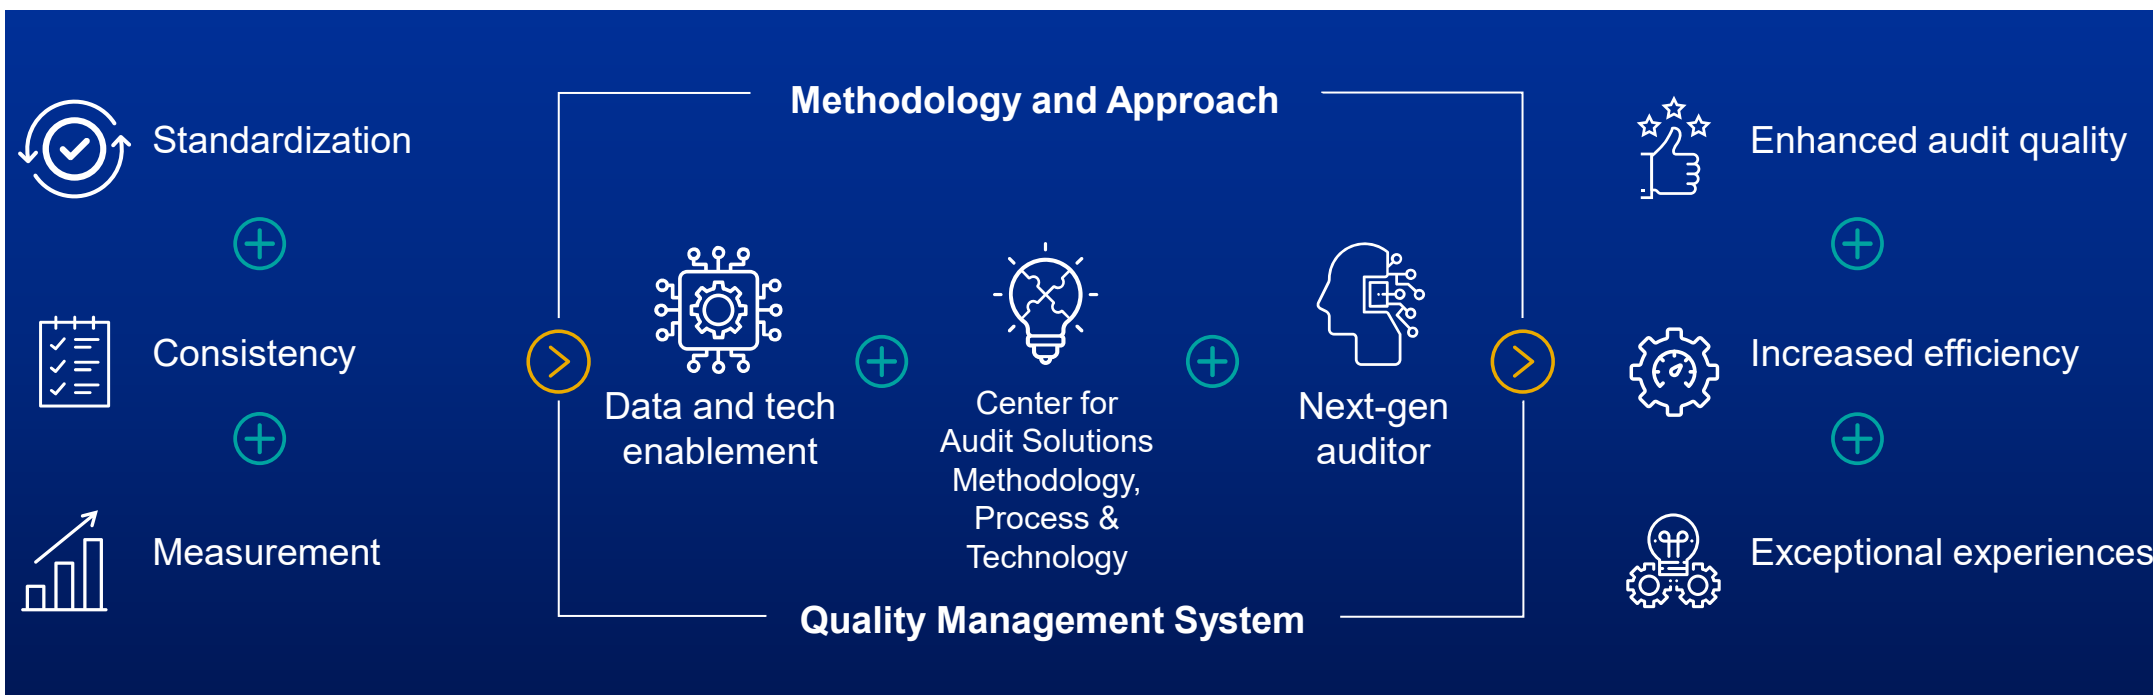 Standardization
Consistency
Measurement
Methodology and Approach
Data and tech
enablement
Center for
Audit Solutions
Methodology,
Process &
Technology
Next-gen
auditor
Quality Management System
Enhanced audit quality
Increased efficiency
Exceptional experiences